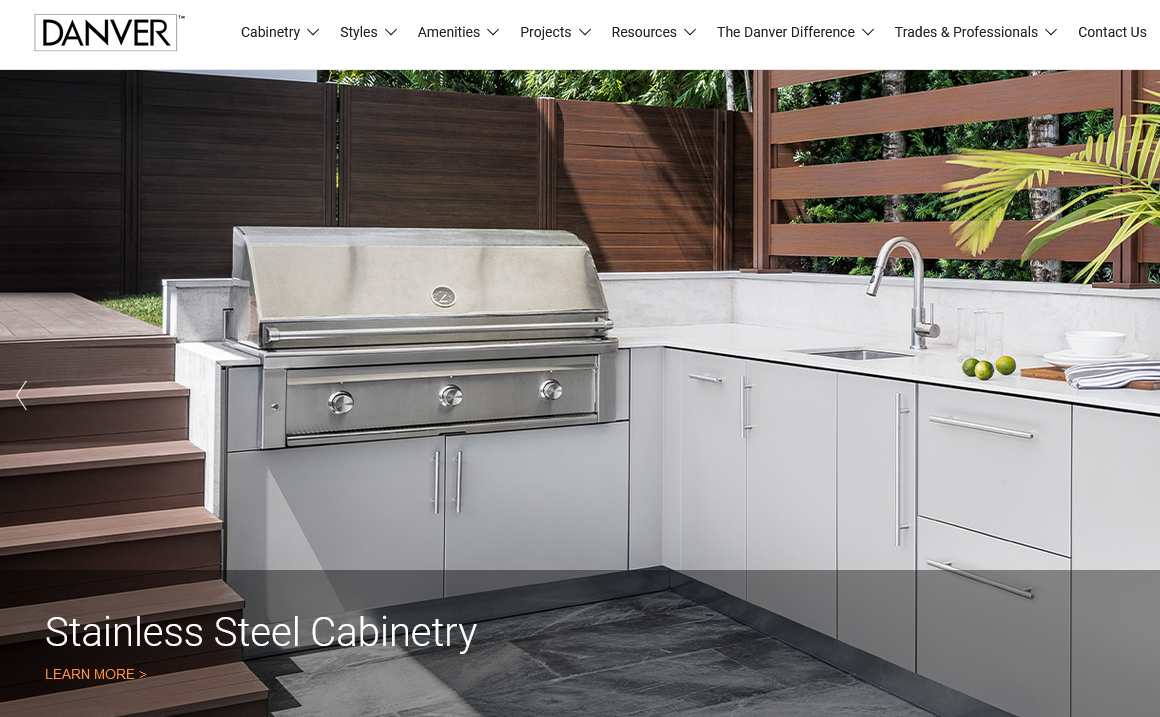 DANVER™
Cabinetry Styles Amenities Projects Resources The Danver Difference Trades & Professionals Contact Us
Stainless Steel Cabinetry
LEARN MORE >